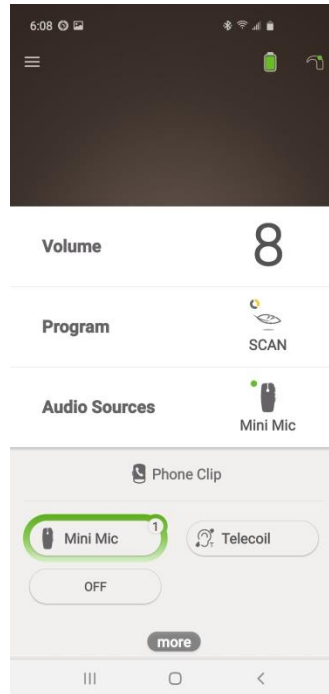 6:08
Volume 8
Program
SCAN
Audio Sources
Mini Mic
Phone Clip
Mini Mic 1 Telecoil
OFF
more